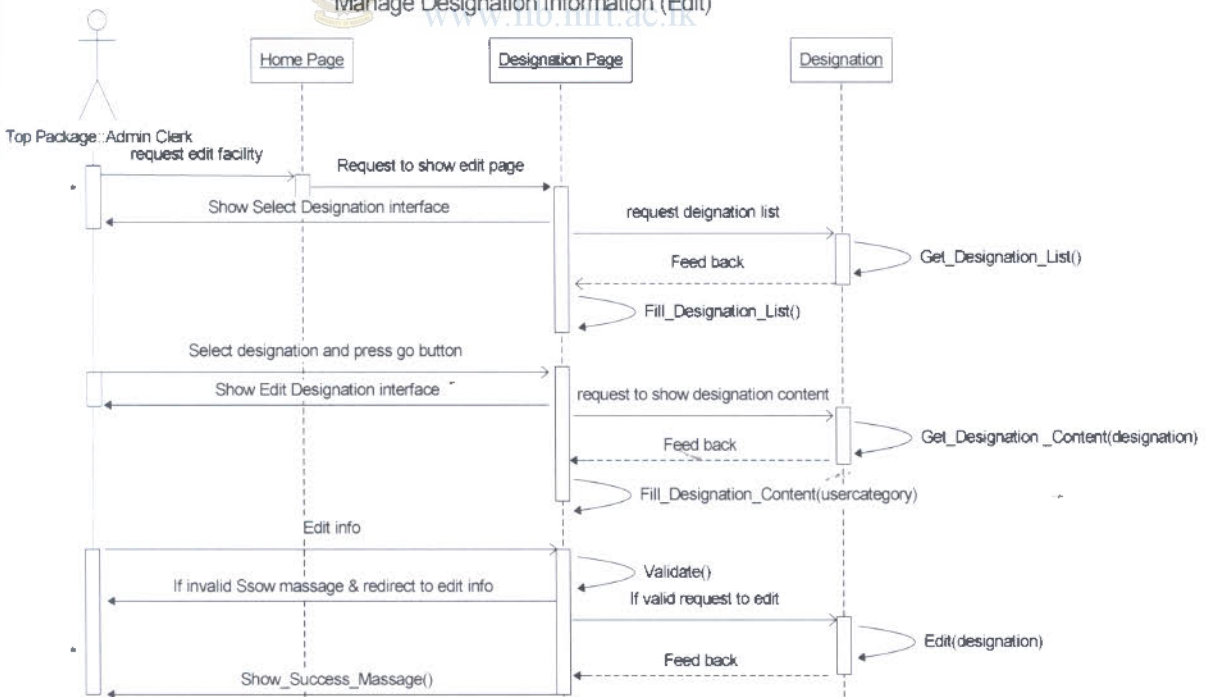 Manage Designation Information (Edit)
www.lib.mrt.ac.lk
Home Page
Designation Page
Designation
Top Package::Admin Clerk
request edit facility
Request to show edit page
Show Select Designation interface
request deignation list
Get_Designation_List()
Feed back
Fill_Designation_List()
Select designation and press go button
Show Edit Designation interface
request to show designation content
Get_Designation _Content(designation)
Feed back
Fill_Designation_Content(usercategory)
Edit info
Validate()
If invalid Ssow massage & redirect to edit info
If valid request to edit
Edit(designation)
Feed back
Show_Success_Massage()